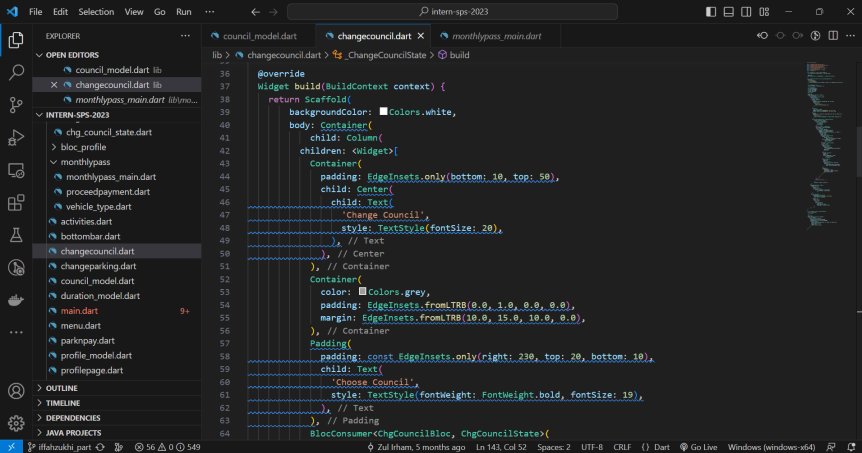 File Edit Selection View Go Run ··· intern-sps-2023
EXPLORER ···
OPEN EDITORS
council_model.dart lib
changecouncil.dart lib
monthlypass_main.dart lib\mo...
INTERN-SPS-2023
chg_council_state.dart
bloc_profile
monthlypass
monthlypass_main.dart
proceedpayment.dart
vehicle_type.dart
activities.dart
bottombar.dart
changecouncil.dart
changeparking.dart
council_model.dart
duration_model.dart
main.dart 9+
menu.dart
parknpay.dart
profile_model.dart
profilepage.dart
OUTLINE
TIMELINE
DEPENDENCIES
JAVA PROJECTS
council_model.dart changecouncil.dart monthlypass_main.dart
lib > changecouncil.dart > _ChangeCouncilState > build
36 @override
37 Widget build(BuildContext context) {
38 return Scaffold(
39 backgroundColor: Colors.white,
40 body: Container(
41 child: Column(
42 children: <Widget>[
43 Container(
44 padding: EdgeInsets.only(bottom: 10, top: 50),
45 child: Center(
46 child: Text(
47 'Change Council',
48 style: TextStyle(fontSize: 20),
49 ), // Text
50 ), // Center
51 ), // Container
52 Container(
53 color: Colors.grey,
54 padding: EdgeInsets.fromLTRB(0.0, 1.0, 0.0, 0.0),
55 margin: EdgeInsets.fromLTRB(10.0, 15.0, 10.0, 0.0),
56 ), // Container
57 Padding(
58 padding: const EdgeInsets.only(right: 230, top: 20, bottom: 10),
59 child: Text(
60 'Choose Council',
61 style: TextStyle(fontWeight: FontWeight.bold, fontSize: 19),
62 ), // Text
63 ), // Padding
64 BlocConsumer<ChgCouncilBloc, ChgCouncilState>(
iffahzukhi_part 56 0 549 Zul Irham, 5 months ago Ln 143, Col 52 Spaces: 2 UTF-8 CRLF {} Dart Go Live Windows (windows-x64)